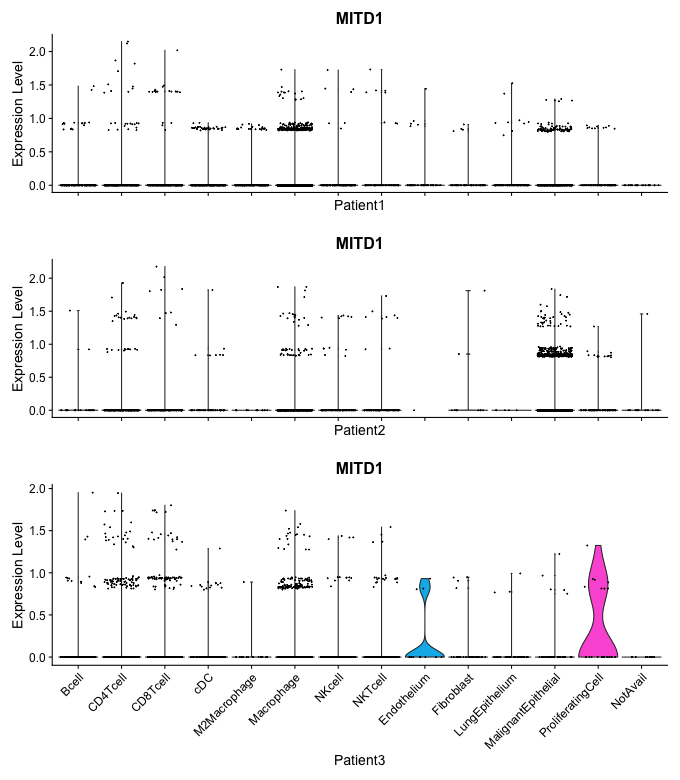 MITD1
Expression Level
2.0
1.5
1.0
0.5
0.0
Patient1
MITD1
Expression Level
2.0
1.5
1.0
0.5
0.0
Patient2
MITD1
Expression Level
2.0
1.5
1.0
0.5
0.0
Bcell
CD4Tcell
CD8Tcell
cDC
M2Macrophage
Macrophage
NKcell
NKTcell
Endothelium
Fibroblast
LungEpithelium
MalignantEpithelial
ProliferatingCell
NotAvail
Patient3